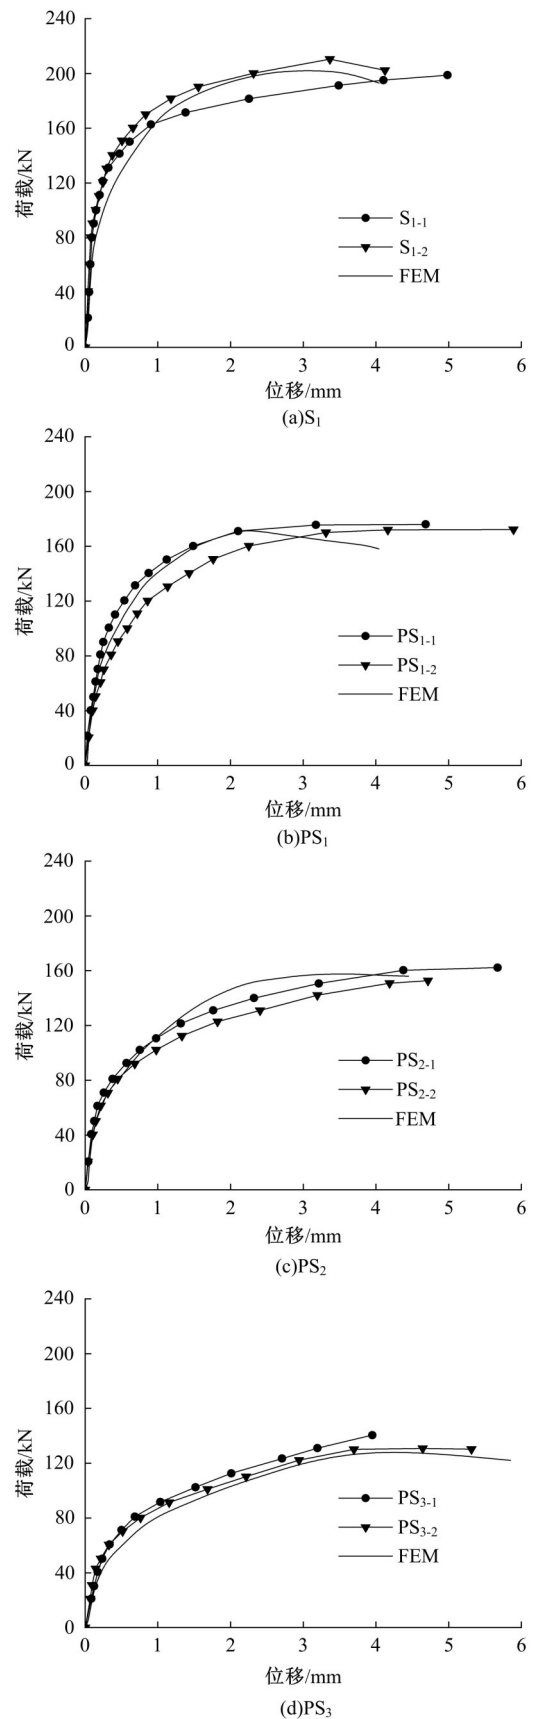 240
200
160
120
80
40
0
荷载/kN
S₁₋₁
S₁₋₂
FEM
0 1 2 3 4 5 6
位移/mm
(a)S₁
240
200
160
120
80
40
0
荷载/kN
PS₁₋₁
PS₁₋₂
FEM
0 1 2 3 4 5 6
位移/mm
(b)PS₁
240
200
160
120
80
40
0
荷载/kN
PS₂₋₁
PS₂₋₂
FEM
0 1 2 3 4 5 6
位移/mm
(c)PS₂
240
200
160
120
80
40
0
荷载/kN
PS₃₋₁
PS₃₋₂
FEM
0 1 2 3 4 5 6
位移/mm
(d)PS₃